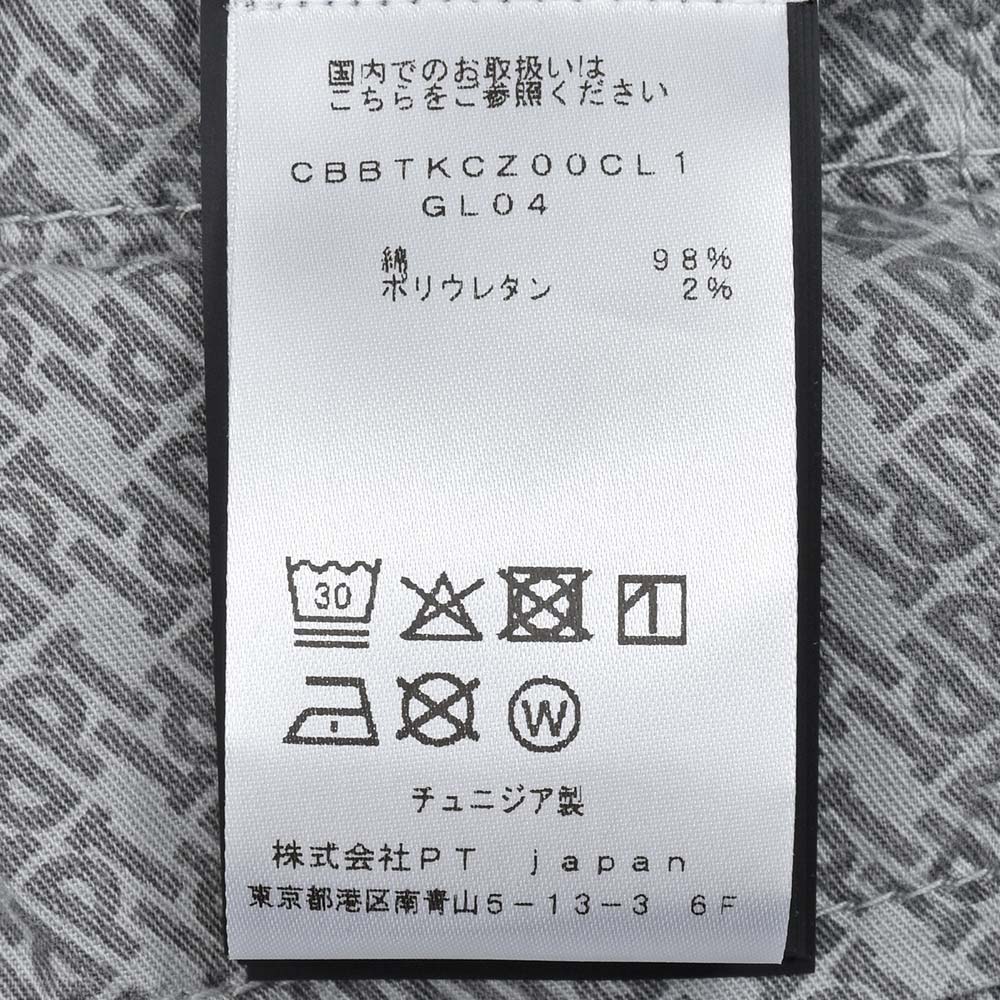 国内でのお取扱いは
こちらをご参照ください
CBBTKCZ00CL1
GL04
綿 98%
ポリウレタン 2%
30
W
チュニジア製
株式会社PT japan
東京都港区南青山5-13-3 6F